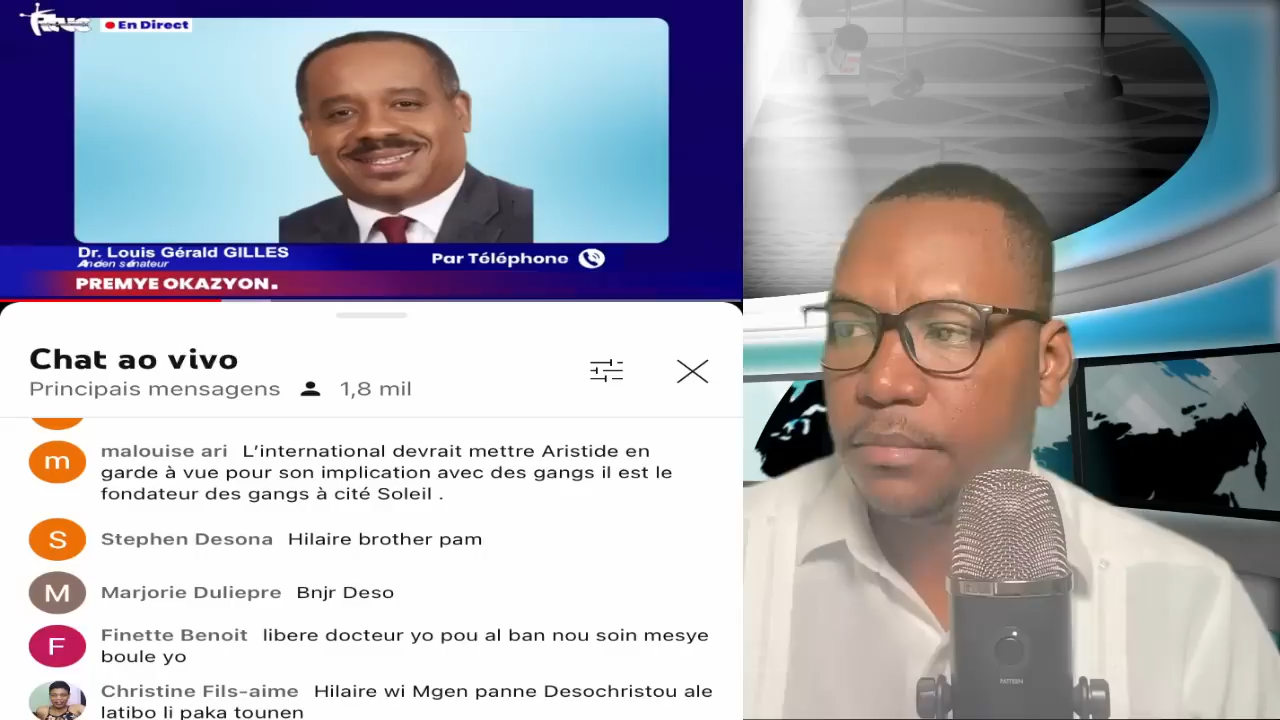 En Direct
Dr. Louis Gérald GILLES
Ancien sénateur
Par Téléphone
PREMYE OKAZYON.
Chat ao vivo
Principais mensagens 1,8 mil
malouise ari L’international devrait mettre Aristide en
garde à vue pour son implication avec des gangs il est le
fondateur des gangs à cité Soleil .
Stephen Desona Hilaire brother pam
Marjorie Duliepre Bnjr Deso
Finette Benoit libere docteur yo pou al ban nou soin mesye
boule yo
Christine Fils-aime Hilaire wi Mgen panne Desochristou ale
latibo li paka tounen
m
S
M
F